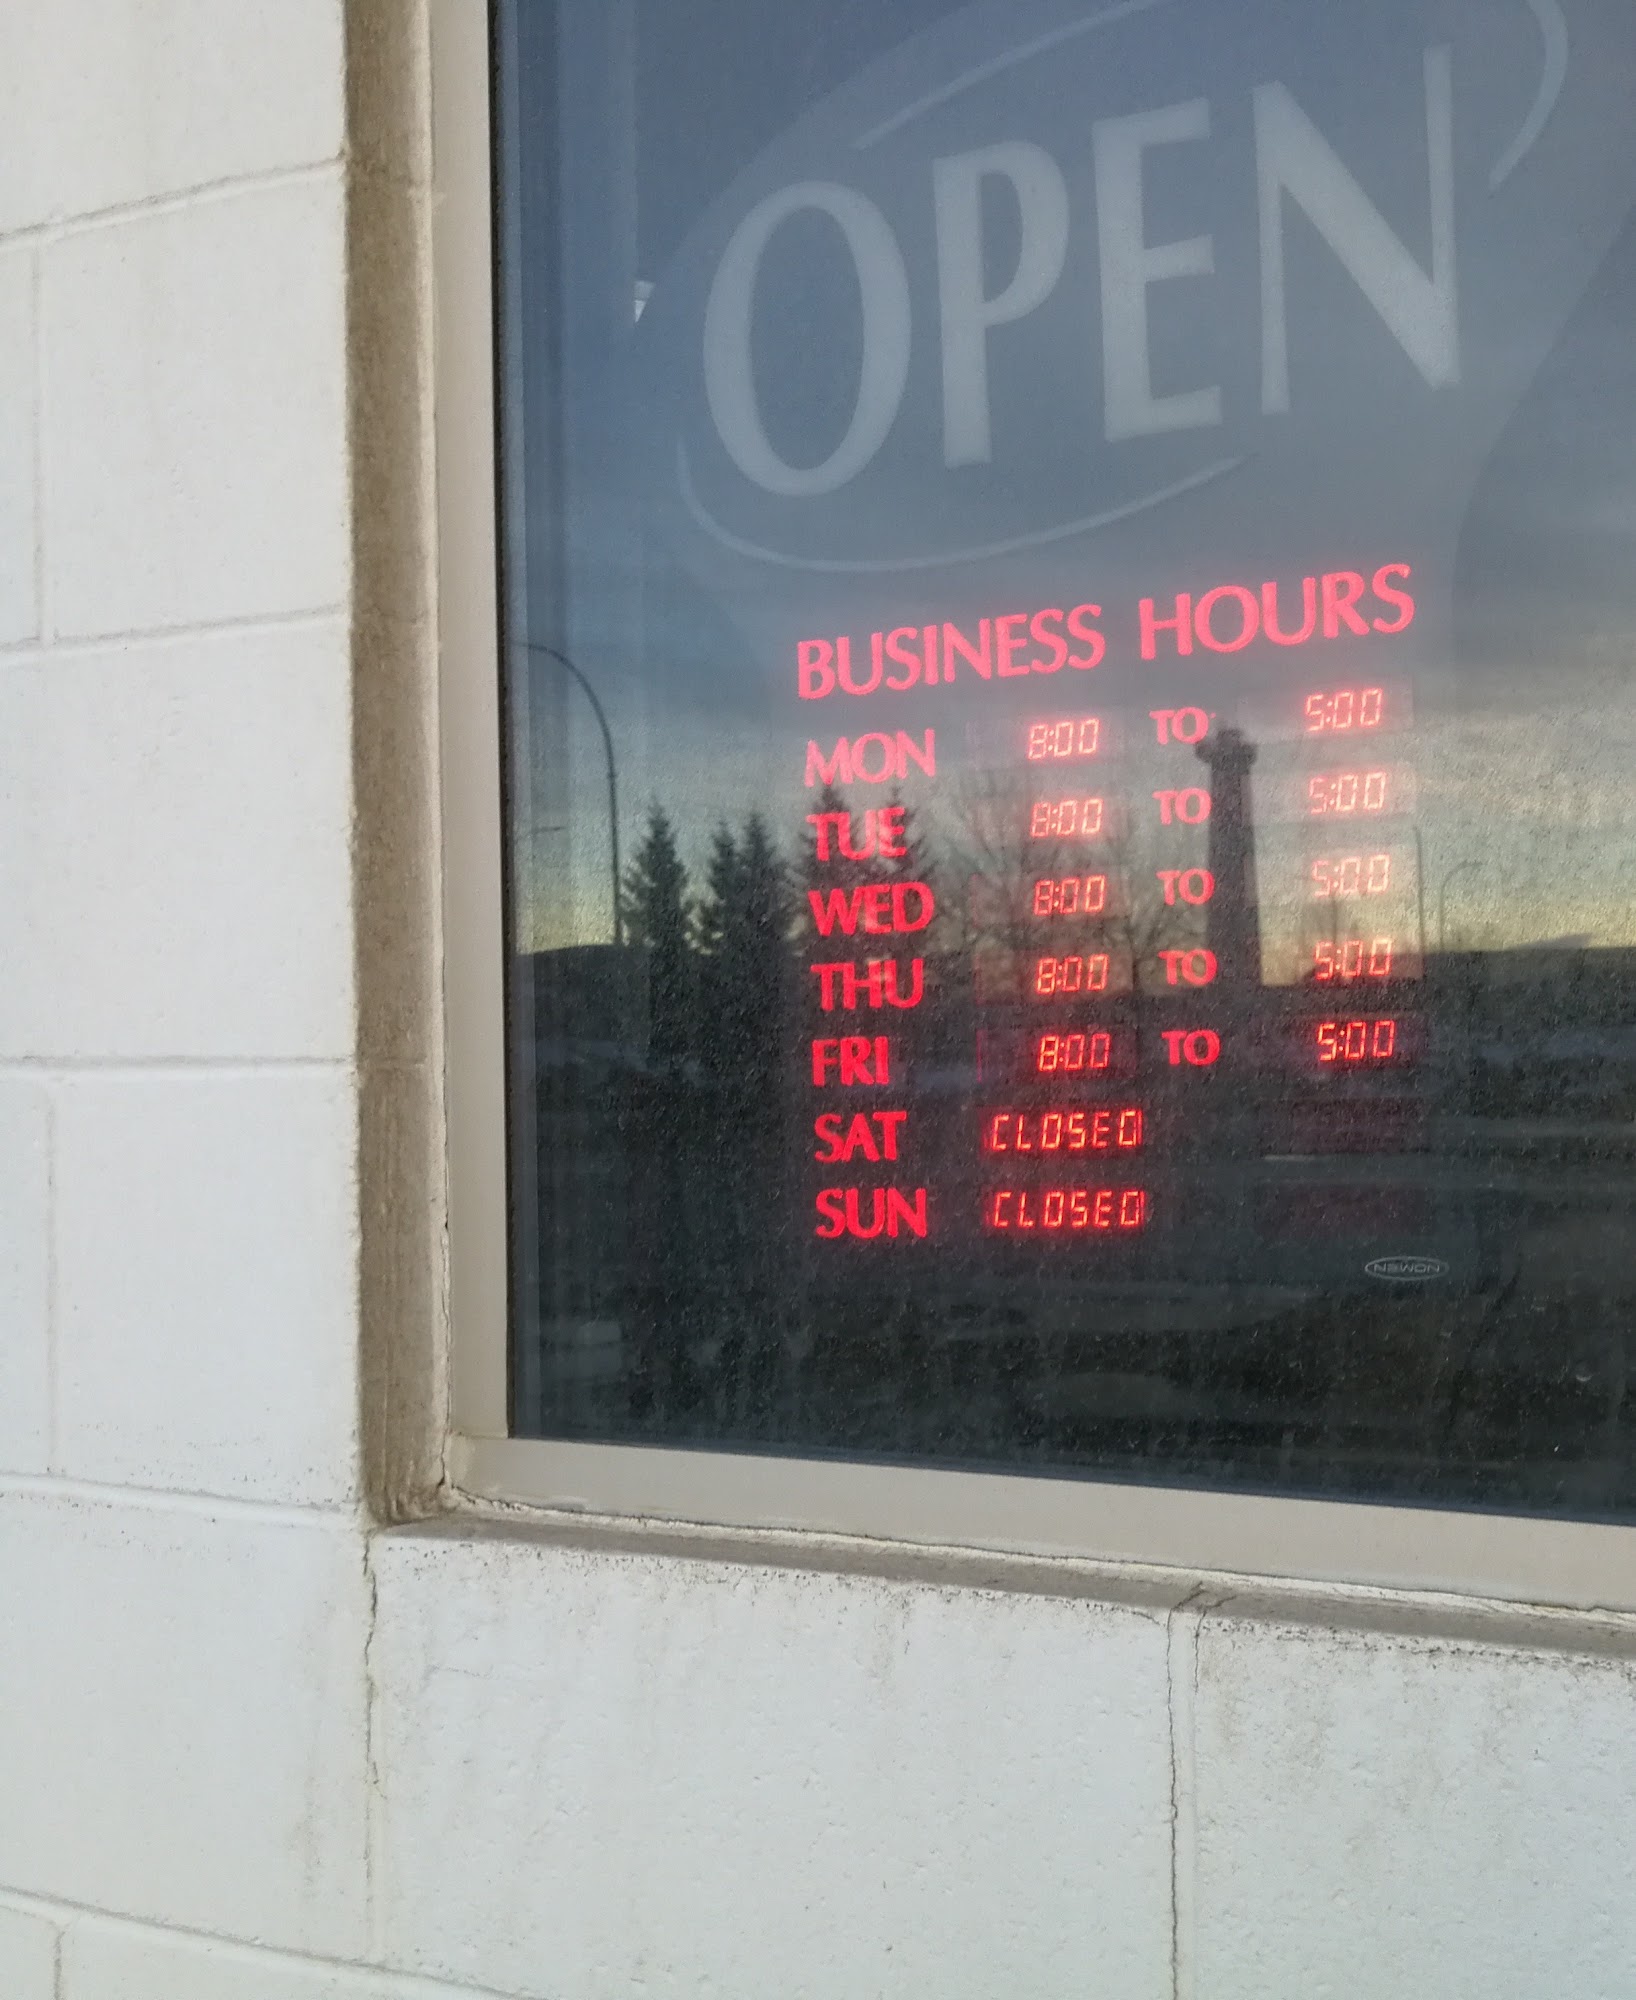 OPEN
BUSINESS HOURS
MON 8:00 TO 5:00
TUE 8:00 TO 5:00
WED 8:00 TO 5:00
THU 8:00 TO 5:00
FRI 8:00 TO 5:00
SAT CLOSED
SUN CLOSED
NEWON